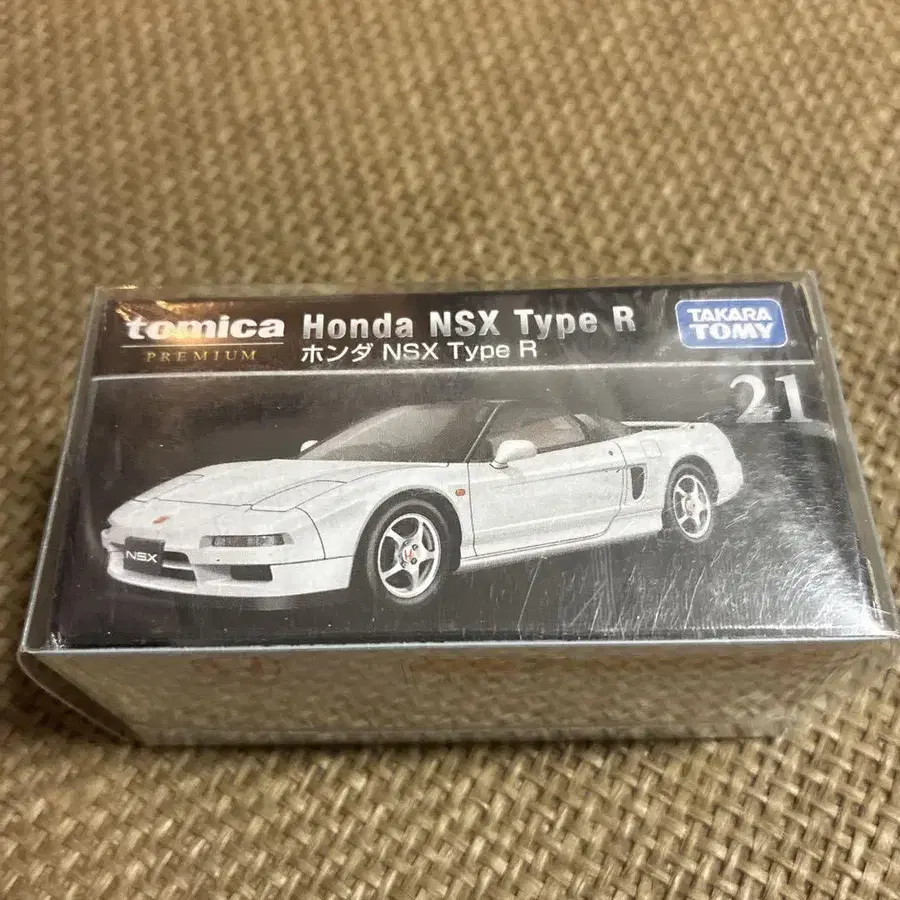 tomica
PREMIUM
Honda NSX Type R
ホンダ NSX Type R
TAKARA
TOMY
21
NSX